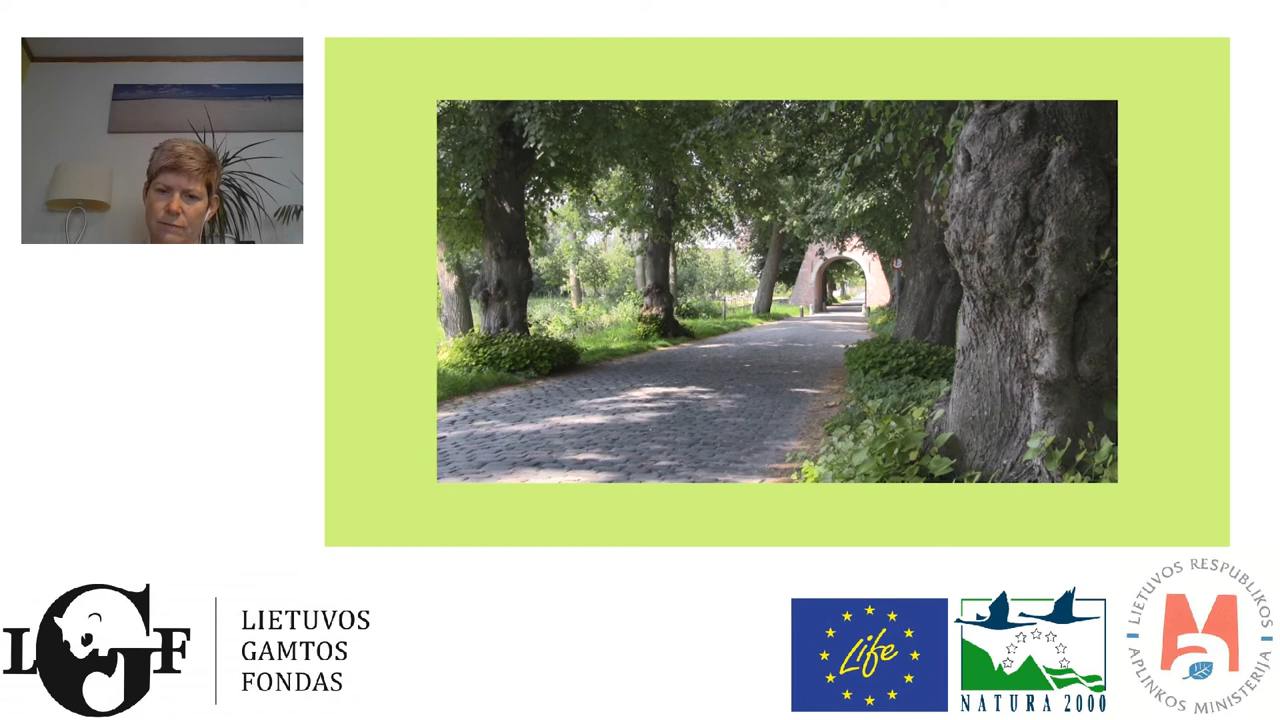 LGF
LIETUVOS
GAMTOS
FONDAS
Life
NATURA 2000
LIETUVOS RESPUBLIKOS
APLINKOS MINISTERIJA